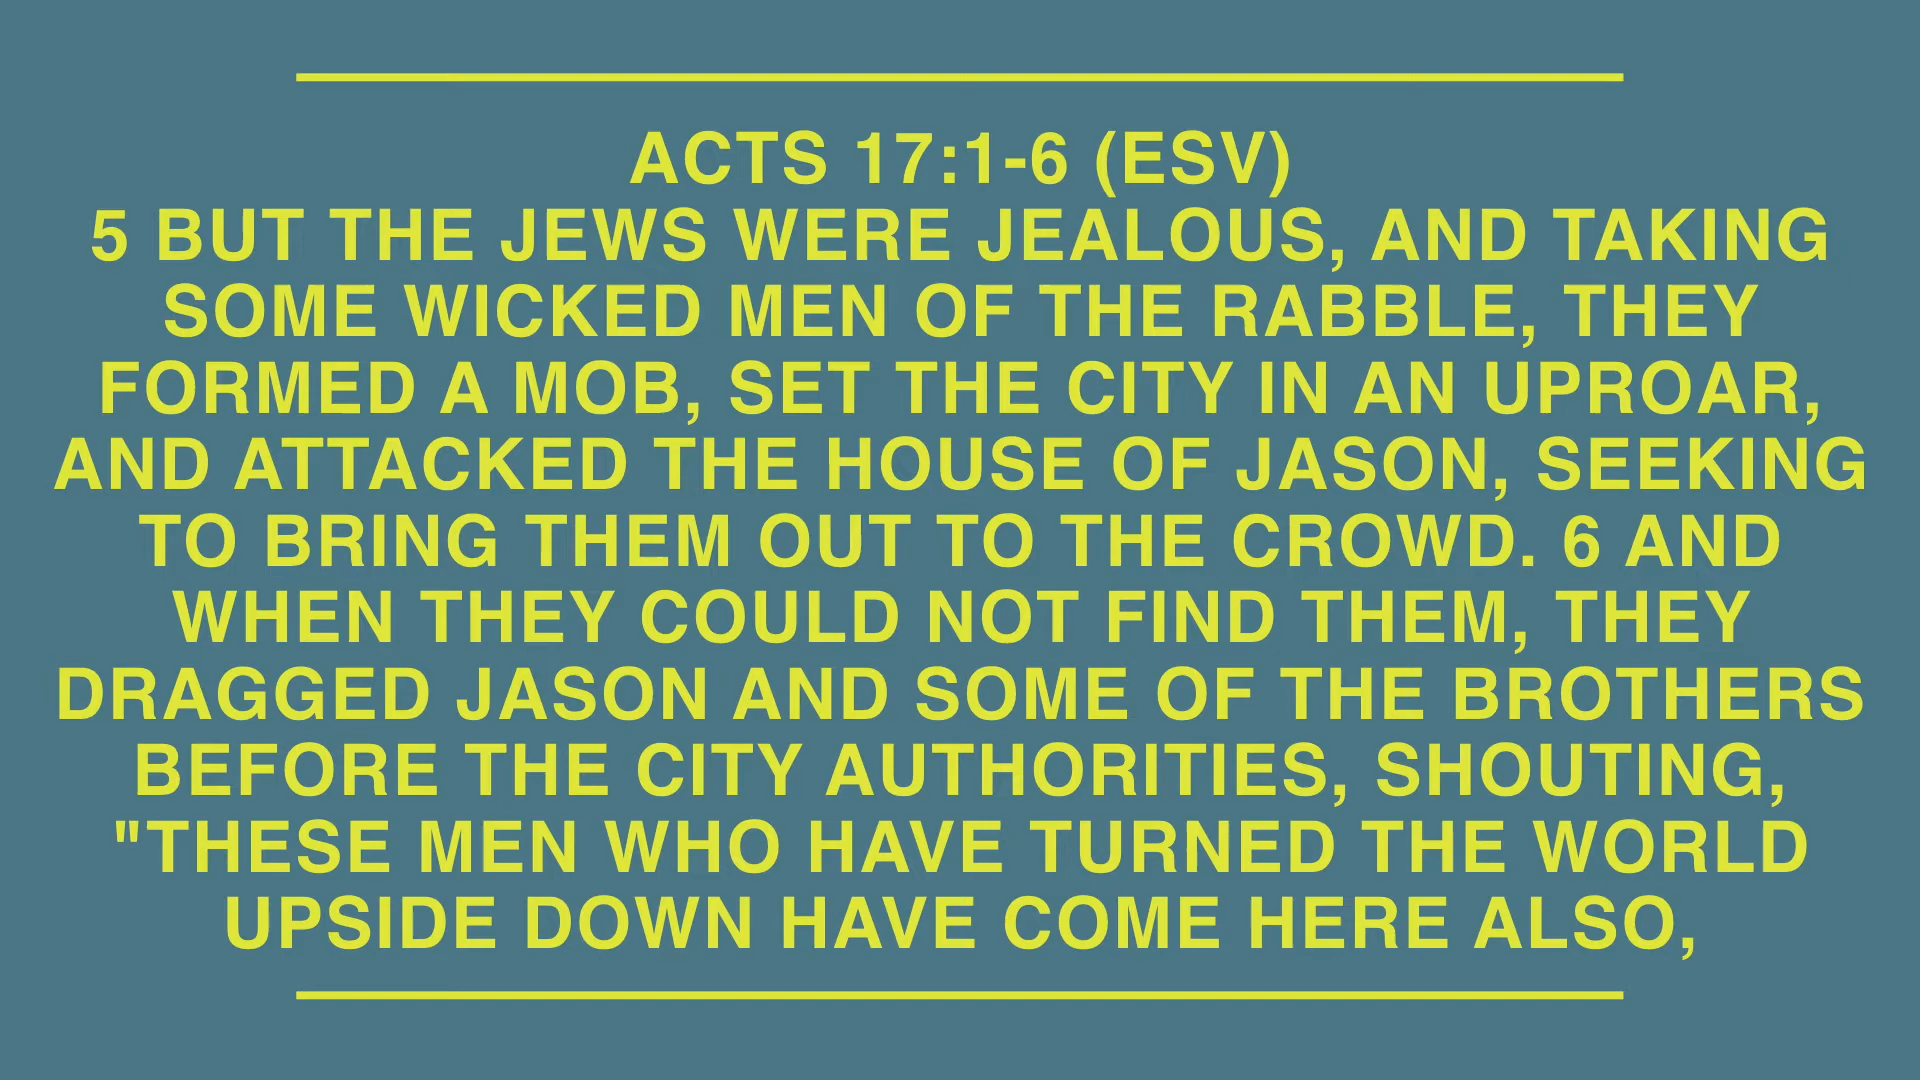 ACTS 17:1-6 (ESV)
5 BUT THE JEWS WERE JEALOUS, AND TAKING
SOME WICKED MEN OF THE RABBLE, THEY
FORMED A MOB, SET THE CITY IN AN UPROAR,
AND ATTACKED THE HOUSE OF JASON, SEEKING
TO BRING THEM OUT TO THE CROWD. 6 AND
WHEN THEY COULD NOT FIND THEM, THEY
DRAGGED JASON AND SOME OF THE BROTHERS
BEFORE THE CITY AUTHORITIES, SHOUTING,
"THESE MEN WHO HAVE TURNED THE WORLD
UPSIDE DOWN HAVE COME HERE ALSO,